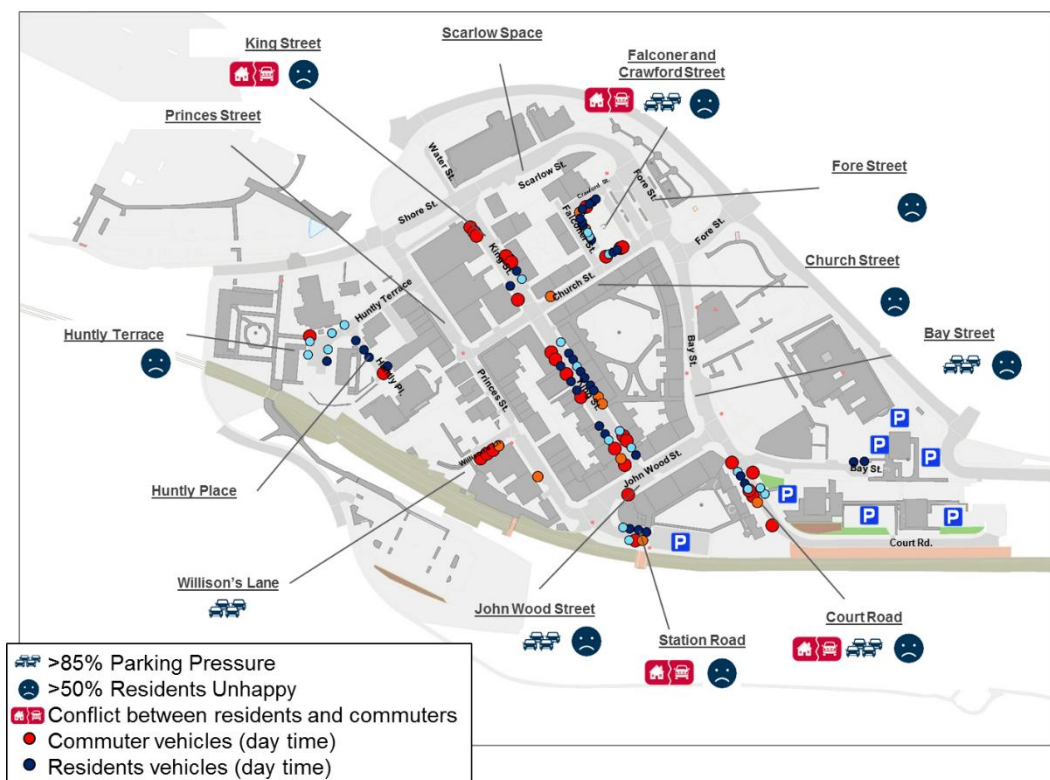 Scarlow Space
King Street
Falconer and
Crawford Street
Princes Street
Fore Street
Water St.
Scarlow St.
Crawford St.
Fore St.
Shore St.
Falconer St.
Fore St.
King St.
Church Street
Church St.
Huntly Terrace
Huntly Terrace
Bay Street
Bay St.
Huntly Pl.
Princes St.
King St.
P
P
P
Bay St.
Huntly Place
John Wood St.
P
P
P
P
Court Rd.
Willison's Lane
John Wood Street
Court Road
Station Road
>85% Parking Pressure
>50% Residents Unhappy
Conflict between residents and commuters
Commuter vehicles (day time)
Residents vehicles (day time)